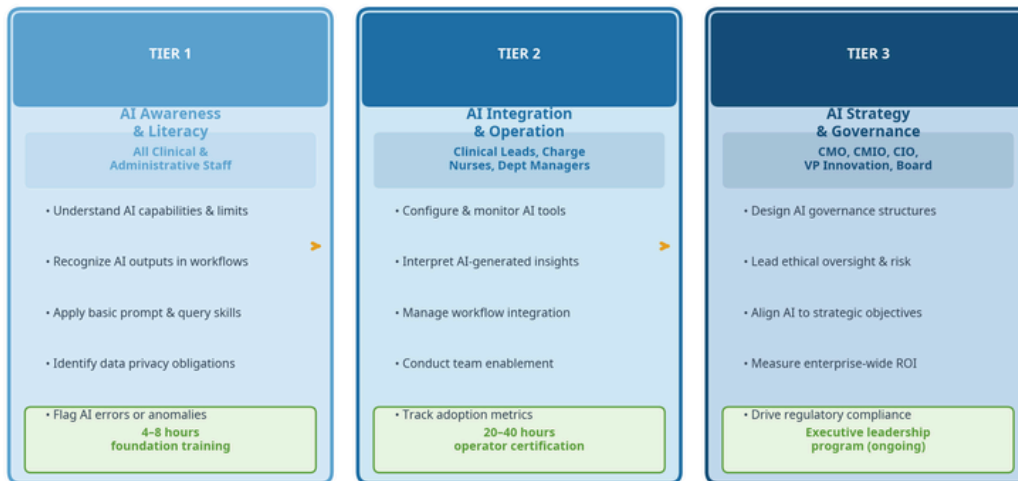 TIER 1
AI Awareness
& Literacy
All Clinical &
Administrative Staff
• Understand AI capabilities & limits
• Recognize AI outputs in workflows
• Apply basic prompt & query skills
• Identify data privacy obligations
• Flag AI errors or anomalies
4–8 hours
foundation training
TIER 2
AI Integration
& Operation
Clinical Leads, Charge
Nurses, Dept Managers
• Configure & monitor AI tools
• Interpret AI-generated insights
• Manage workflow integration
• Conduct team enablement
• Track adoption metrics
20–40 hours
operator certification
TIER 3
AI Strategy
& Governance
CMO, CMIO, CIO,
VP Innovation, Board
• Design AI governance structures
• Lead ethical oversight & risk
• Align AI to strategic objectives
• Measure enterprise-wide ROI
• Drive regulatory compliance
Executive leadership
program (ongoing)